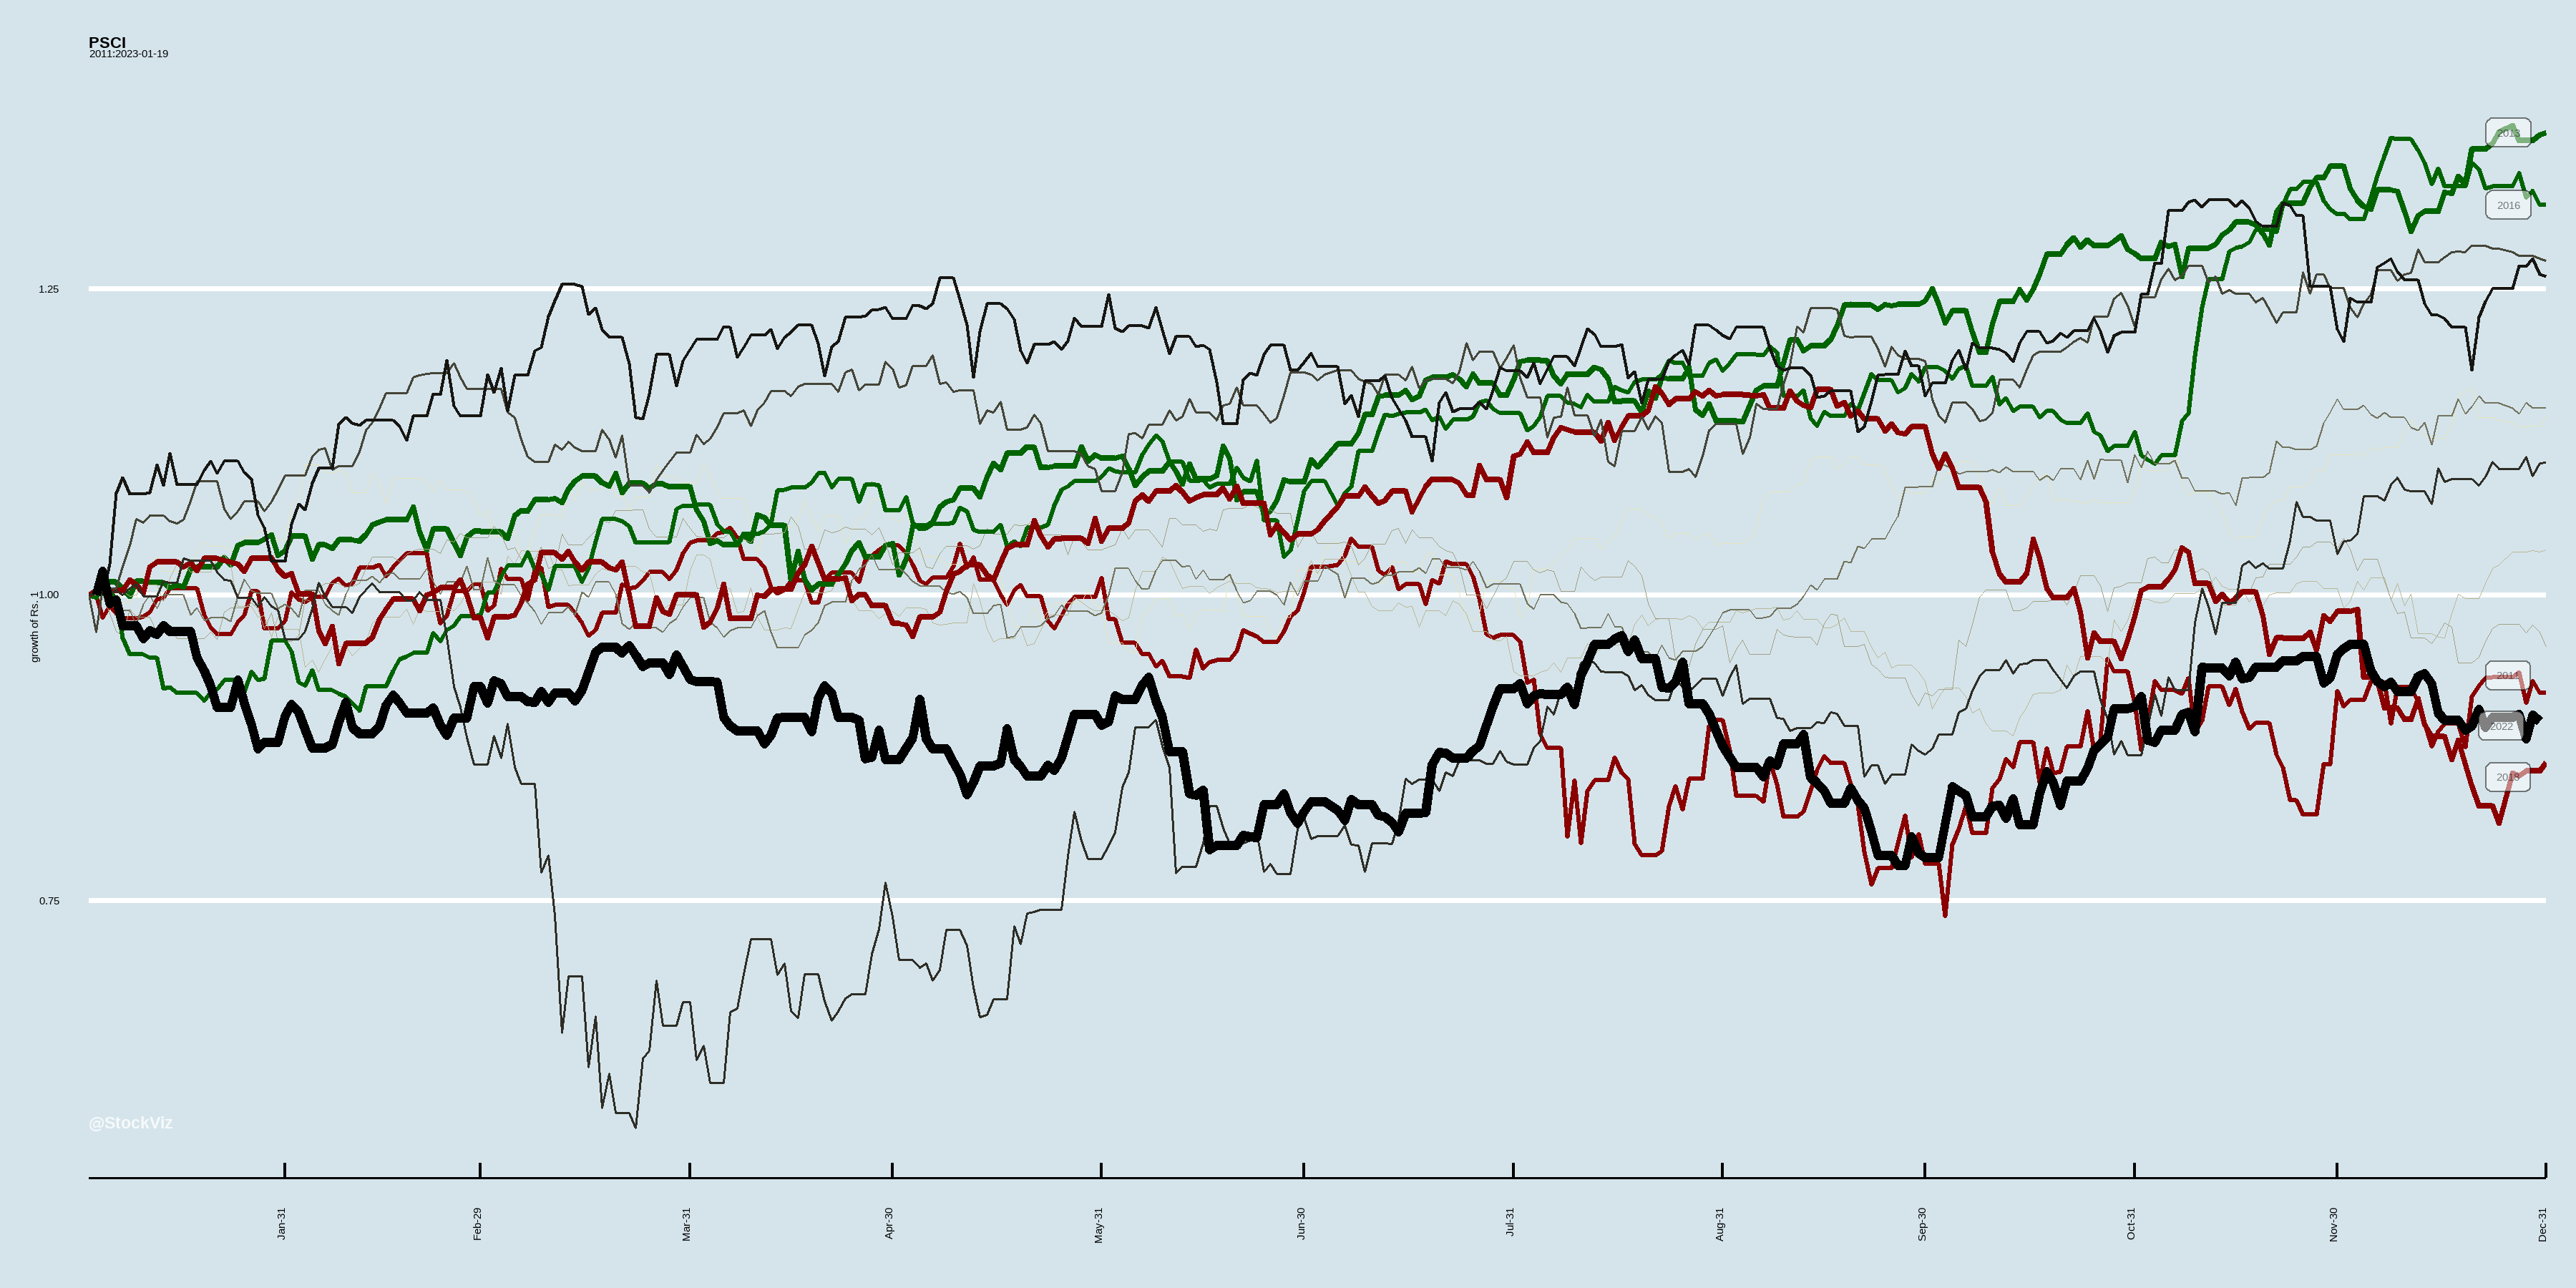 PSCI
2011:2023-01-19
2013
2016
1.25
growth of Rs. 1
1.00
2022
0.75
@StockViz
Jan-31
Feb-29
Mar-31
Apr-30
May-31
Jun-30
Jul-31
Aug-31
Sep-30
Oct-31
Nov-30
Dec-31